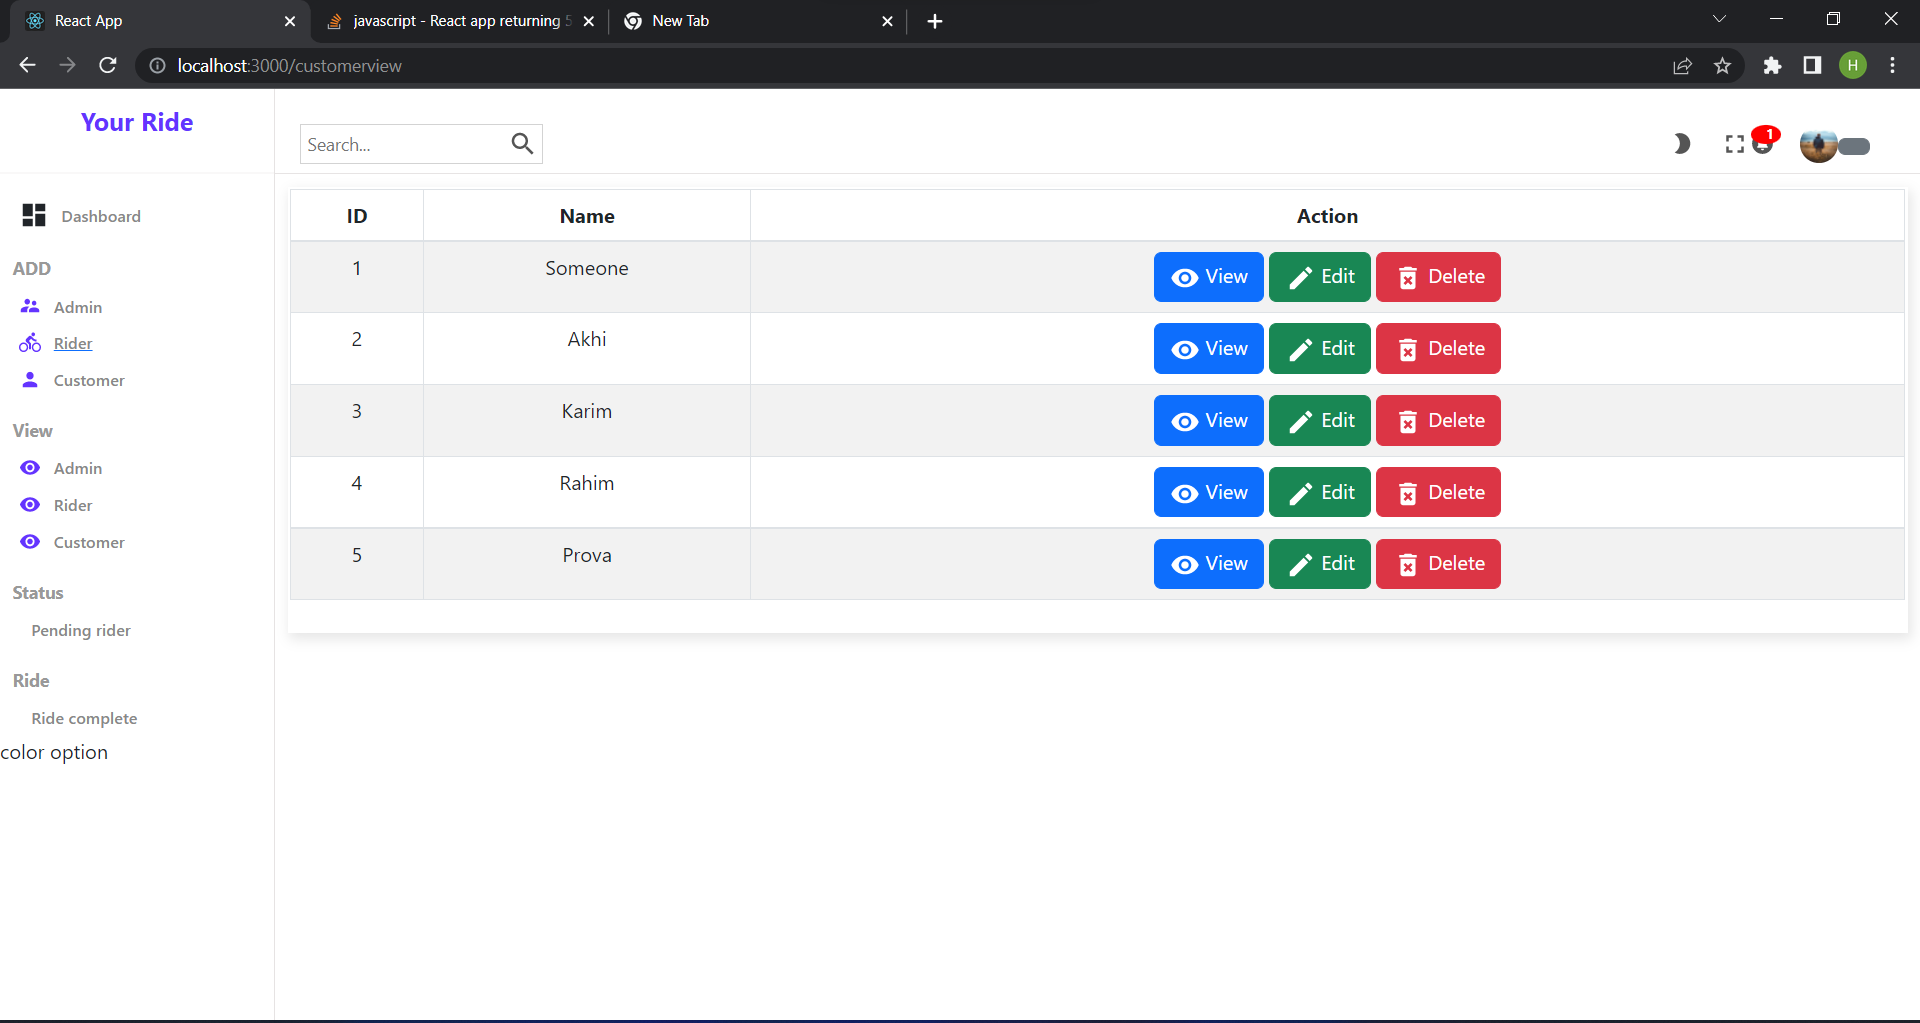 React App
javascript - React app returning 5
New Tab
localhost:3000/customerview
H
Your Ride
Search...
1
Dashboard
ADD
Admin
Rider
Customer
View
Admin
Rider
Customer
Status
Pending rider
Ride
Ride complete
color option
ID Name Action
1 Someone View Edit Delete
2 Akhi View Edit Delete
3 Karim View Edit Delete
4 Rahim View Edit Delete
5 Prova View Edit Delete